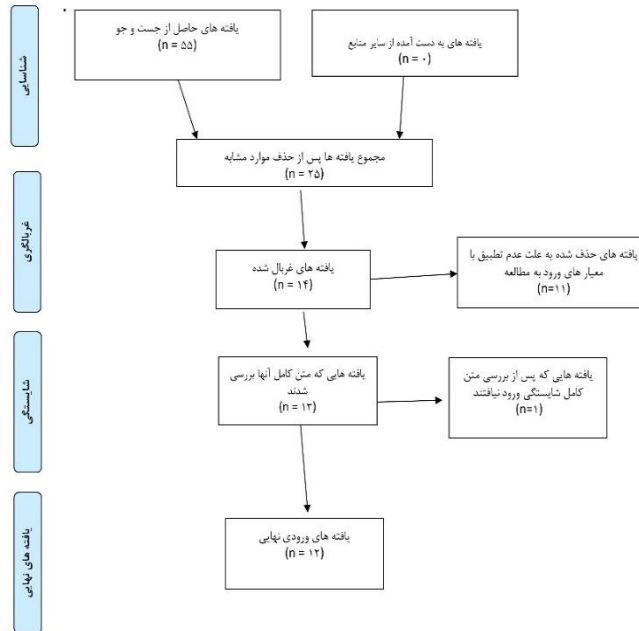 شناسایی
یافته های حاصل از جست و جو
(n = ۵۵)
یافته های به دست آمده از سایر منابع
(n = ۰)
مجموع یافته ها پس از حذف موارد مشابه
(n = ۲۵)
غربالگری
یافته های غربال شده
(n = ۱۴)
یافته های حذف شده به علت عدم تطبیق با
معیار های ورود به مطالعه
(n=۱۱)
شایستگی
یافته هایی که متن کامل آنها بررسی
شدند
(n = ۱۳)
یافته هایی که پس از بررسی متن
کامل شایستگی ورود نیافتند
(n=۱)
یافته های نهایی
یافته های ورودی نهایی
(n = ۱۲)